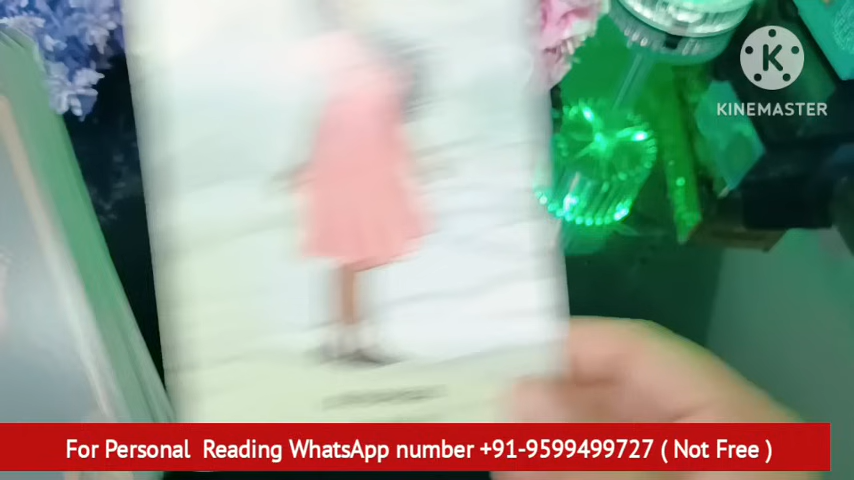 KINEMASTER
For Personal Reading WhatsApp number +91-9599499727 ( Not Free )